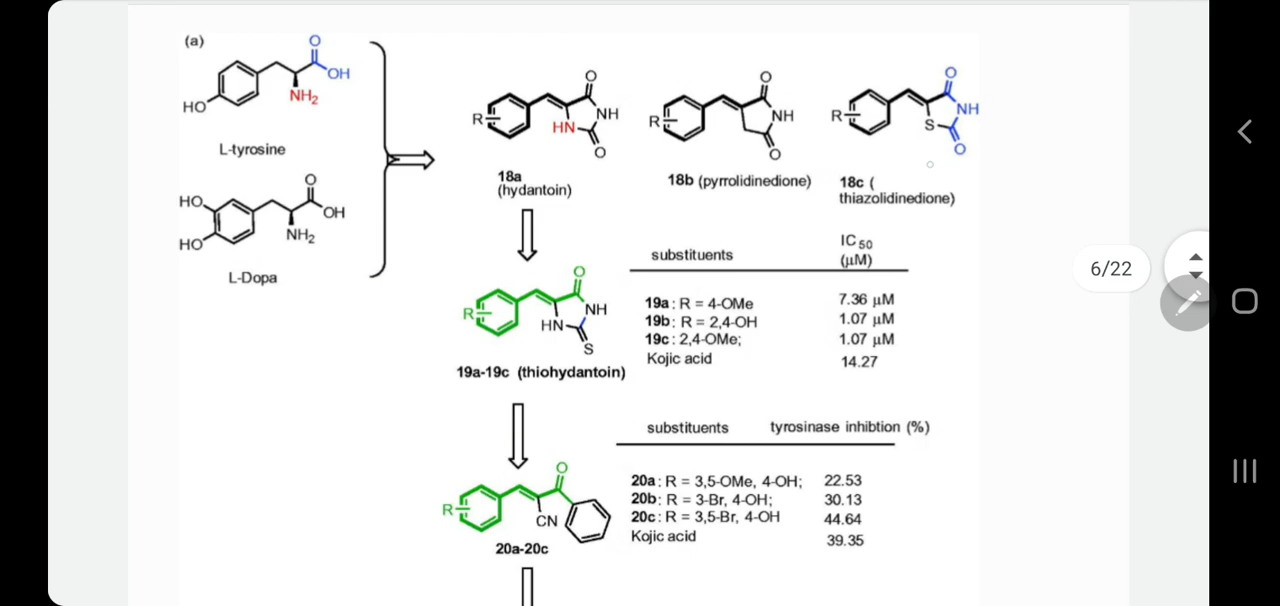 (a)
O
OH
NH2
HO
L-tyrosine
HO
HO
O
OH
NH2
L-Dopa
R
O
NH
HN
O
18a
(hydantoin)
R
O
NH
O
18b (pyrrolidinedione)
R
O
NH
S
O
18c (
thiazolidinedione)
R
O
NH
HN
S
19a-19c (thiohydantoin)
substituents IC50
(μM)
19a: R = 4-OMe 7.36 μM
19b: R = 2,4-OH 1.07 μM
19c: 2,4-OMe; 1.07 μM
Kojic acid 14.27
R
O
CN
20a-20c
substituents tyrosinase inhibtion (%)
20a: R = 3,5-OMe, 4-OH; 22.53
20b: R = 3-Br, 4-OH; 30.13
20c: R = 3,5-Br, 4-OH 44.64
Kojic acid 39.35
6/22